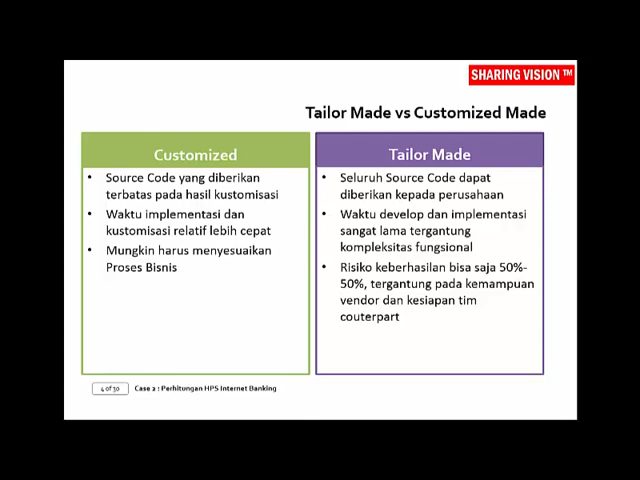 SHARING VISION ™
Tailor Made vs Customized Made
Customized
• Source Code yang diberikan
terbatas pada hasil kustomisasi
• Waktu implementasi dan
kustomisasi relatif lebih cepat
• Mungkin harus menyesuaikan
Proses Bisnis
Tailor Made
• Seluruh Source Code dapat
diberikan kepada perusahaan
• Waktu develop dan implementasi
sangat lama tergantung
kompleksitas fungsional
• Risiko keberhasilan bisa saja 50%-
50%, tergantung pada kemampuan
vendor dan kesiapan tim
couterpart
4 of 30
Case 2 : Perhitungan HPS Internet Banking